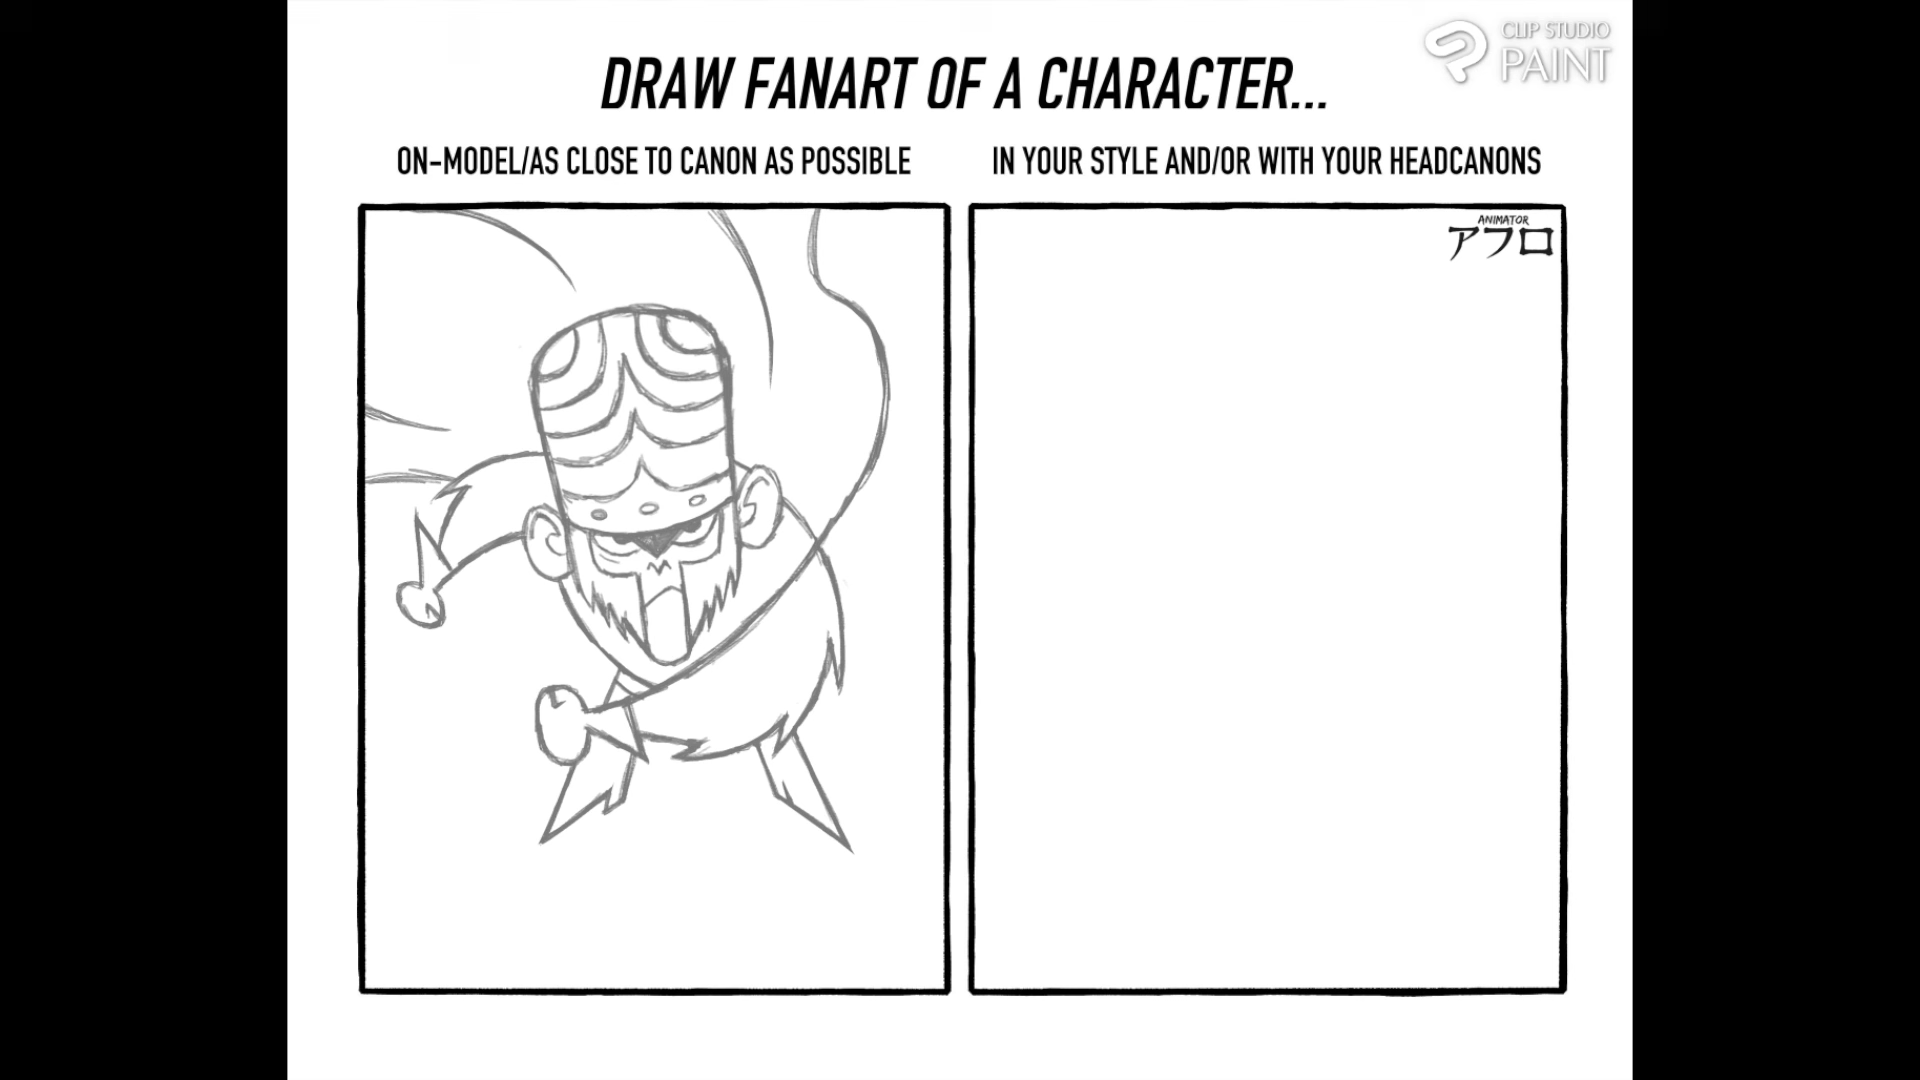 CLIP STUDIO
PAINT
DRAW FANART OF A CHARACTER...
ON-MODEL/AS CLOSE TO CANON AS POSSIBLE
IN YOUR STYLE AND/OR WITH YOUR HEADCANONS
ANIMATOR
アフロ